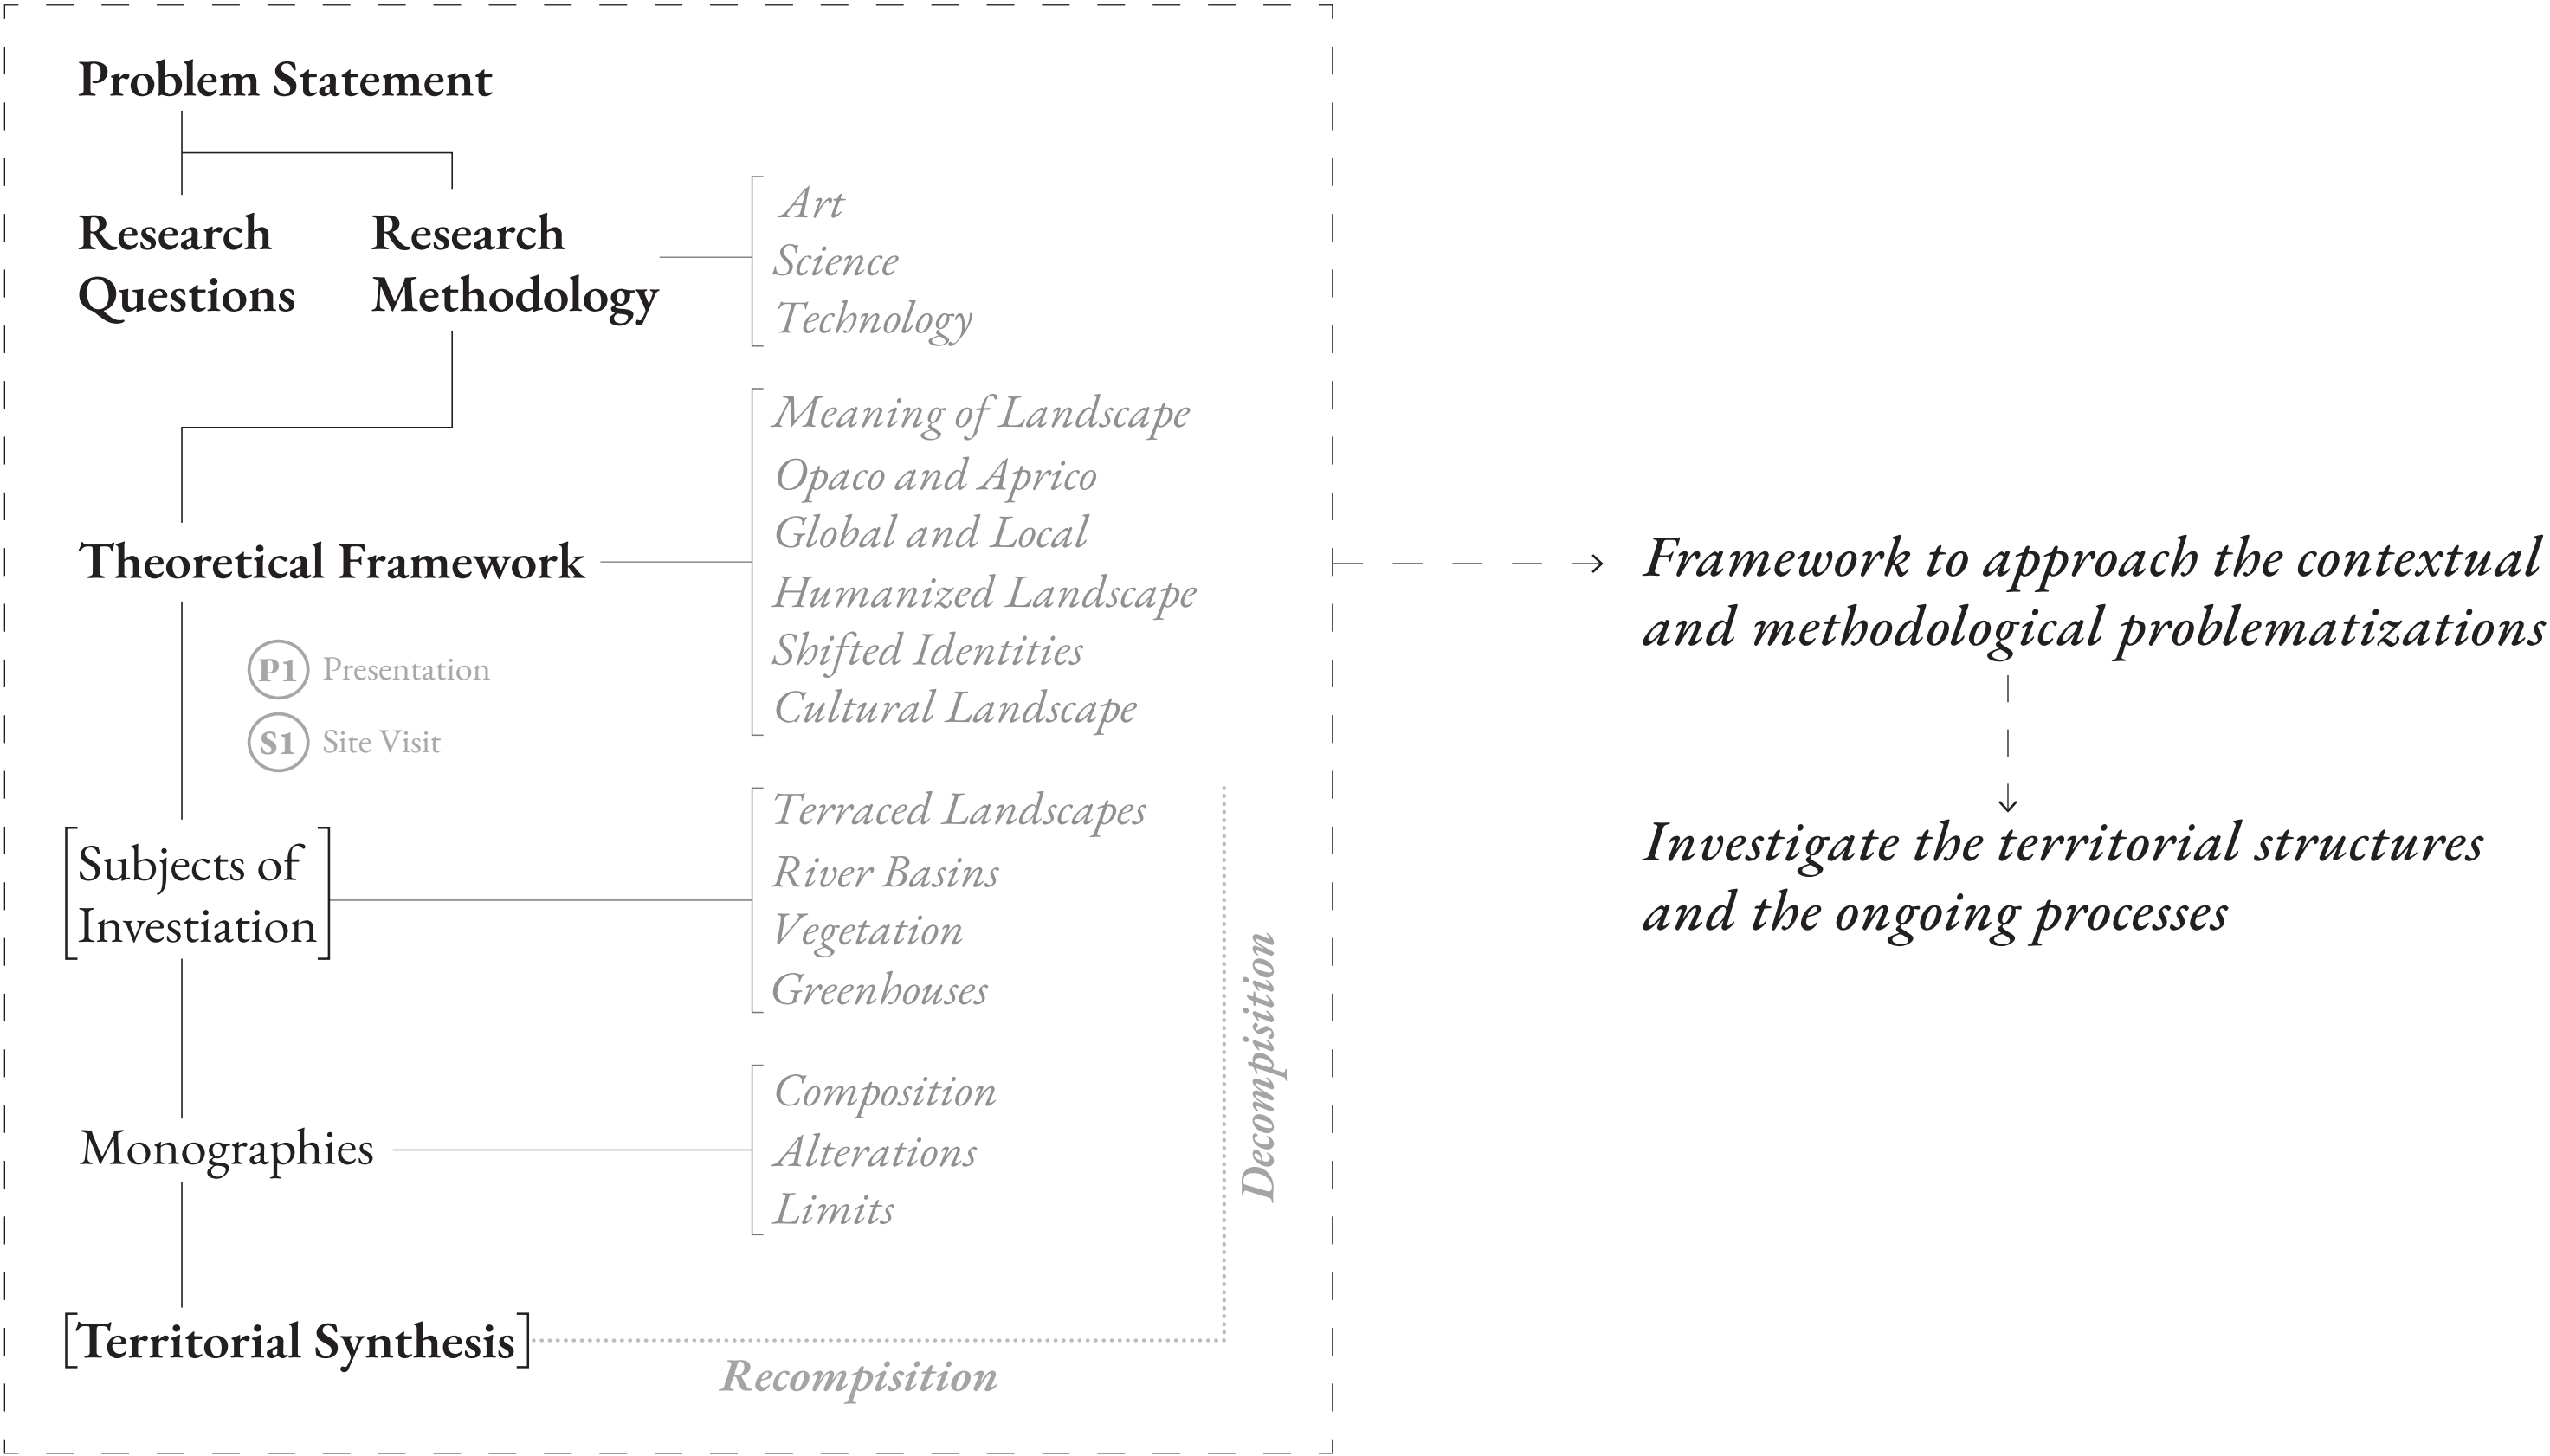 Problem Statement
Research
Questions
Research
Methodology
Art
Science
Technology
Meaning of Landscape
Opaco and Aprico
Global and Local
Humanized Landscape
Shifted Identities
Cultural Landscape
Theoretical Framework
P1 Presentation
S1 Site Visit
Subjects of
Investiation
Terraced Landscapes
River Basins
Vegetation
Greenhouses
Monographies
Composition
Alterations
Limits
Decompisition
[Territorial Synthesis]
Recompisition
Framework to approach the contextual
and methodological problematizations
Investigate the territorial structures
and the ongoing processes